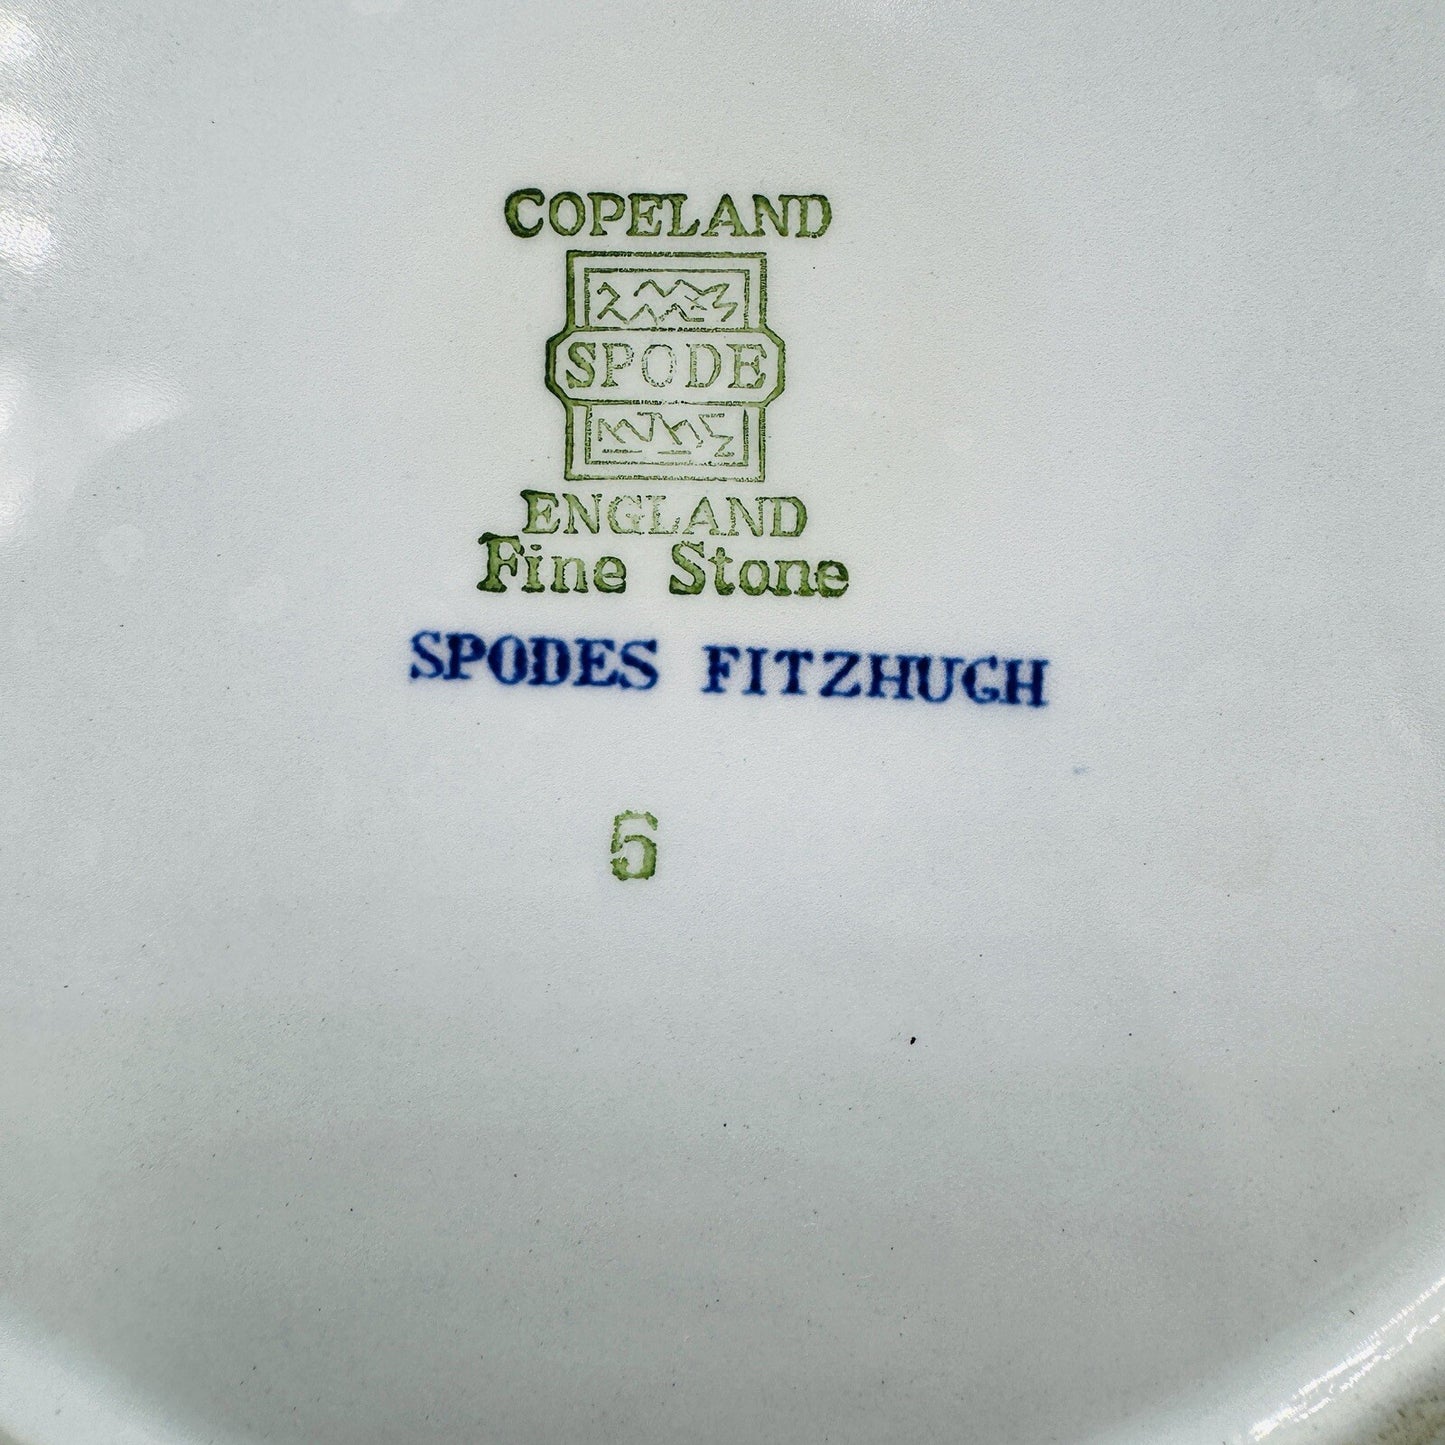 COPELAND
SPODE
ENGLAND
Fine Stone
SPODES FITZHUGH
5